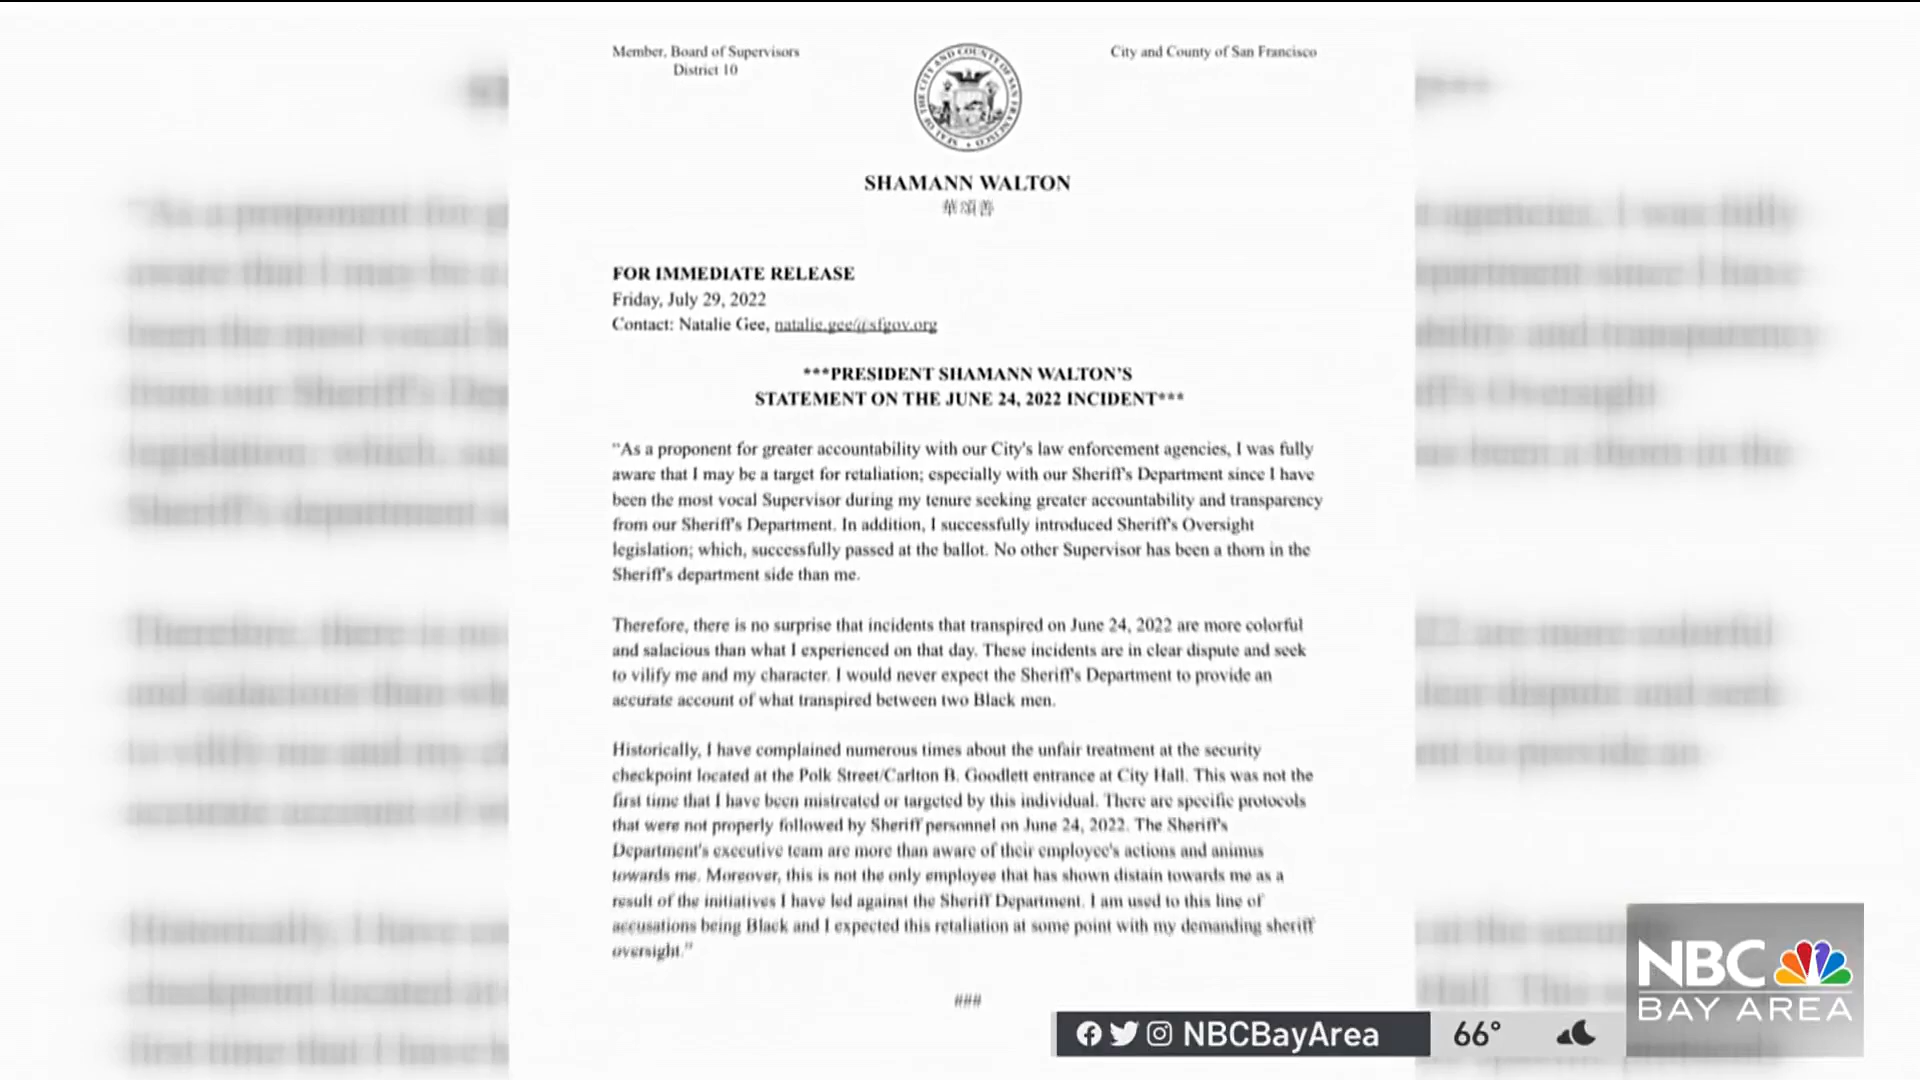 Member, Board of Supervisors
District 10
City and County of San Francisco
SEAL OF THE CITY AND COUNTY OF SAN FRANCISCO
SHAMANN WALTON
華頌善
FOR IMMEDIATE RELEASE
Friday, July 29, 2022
Contact: Natalie Gee, natalie.gee@sfgov.org
***PRESIDENT SHAMANN WALTON'S
STATEMENT ON THE JUNE 24, 2022 INCIDENT***
"As a proponent for greater accountability with our City's law enforcement agencies, I was fully
aware that I may be a target for retaliation; especially with our Sheriff's Department since I have
been the most vocal Supervisor during my tenure seeking greater accountability and transparency
from our Sheriff's Department. In addition, I successfully introduced Sheriff's Oversight
legislation; which, successfully passed at the ballot. No other Supervisor has been a thorn in the
Sheriff's department side than me.
Therefore, there is no surprise that incidents that transpired on June 24, 2022 are more colorful
and salacious than what I experienced on that day. These incidents are in clear dispute and seek
to vilify me and my character. I would never expect the Sheriff's Department to provide an
accurate account of what transpired between two Black men.
Historically, I have complained numerous times about the unfair treatment at the security
checkpoint located at the Polk Street/Carlton B. Goodlett entrance at City Hall. This was not the
first time that I have been mistreated or targeted by this individual. There are specific protocols
that were not properly followed by Sheriff personnel on June 24, 2022. The Sheriff's
Department's executive team are more than aware of their employee's actions and animus
towards me. Moreover, this is not the only employee that has shown distain towards me as a
result of the initiatives I have led against the Sheriff Department. I am used to this line of
accusations being Black and I expected this retaliation at some point with my demanding sheriff
oversight."
###
NBCBayArea
66°
NBC
BAY AREA